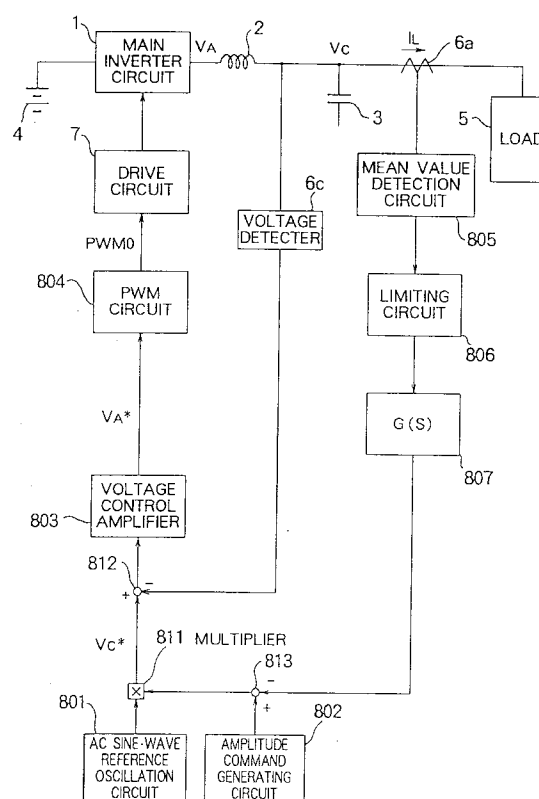 1
MAIN
INVERTER
CIRCUIT
VA
2
VC
IL
6a
4
3
5
LOAD
7
DRIVE
CIRCUIT
6c
VOLTAGE
DETECTER
MEAN VALUE
DETECTION
CIRCUIT
805
PWM0
804
PWM
CIRCUIT
LIMITING
CIRCUIT
806
VA*
G(S)
807
VOLTAGE
CONTROL
AMPLIFIER
803
812
+
−
VC*
811 MULTIPLIER
×
813
−
+
801
802
AC SINE-WAVE
REFERENCE
OSCILLATION
CIRCUIT
AMPLITUDE
COMMAND
GENERATING
CIRCUIT